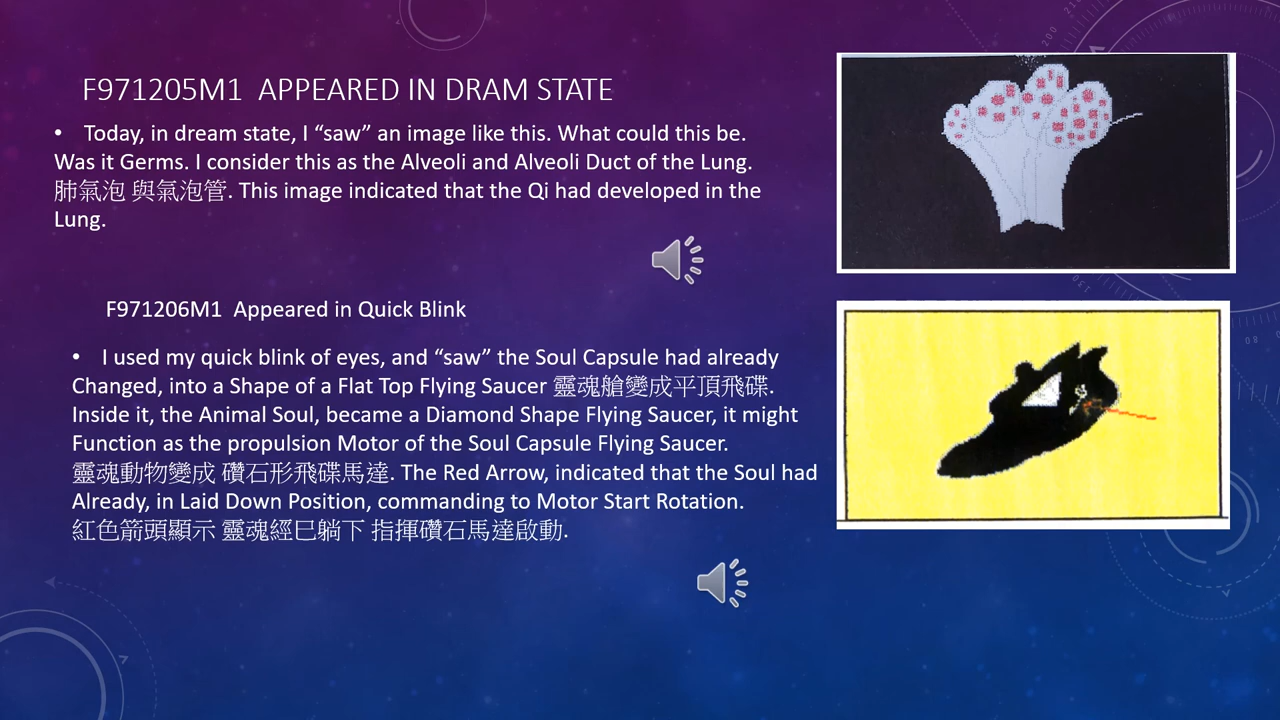 F971205M1 APPEARED IN DRAM STATE
• Today, in dream state, I “saw” an image like this. What could this be.
Was it Germs. I consider this as the Alveoli and Alveoli Duct of the Lung.
肺氣泡 與氣泡管. This image indicated that the Qi had developed in the
Lung.
F971206M1 Appeared in Quick Blink
• I used my quick blink of eyes, and “saw” the Soul Capsule had already
Changed, into a Shape of a Flat Top Flying Saucer 靈魂艙變成平頂飛碟.
Inside it, the Animal Soul, became a Diamond Shape Flying Saucer, it might
Function as the propulsion Motor of the Soul Capsule Flying Saucer.
靈魂動物變成 鑽石形飛碟馬達. The Red Arrow, indicated that the Soul had
Already, in Laid Down Position, commanding to Motor Start Rotation.
紅色箭頭顯示 靈魂經巳躺下 指揮鑽石馬達啟動.
200
210
130
80